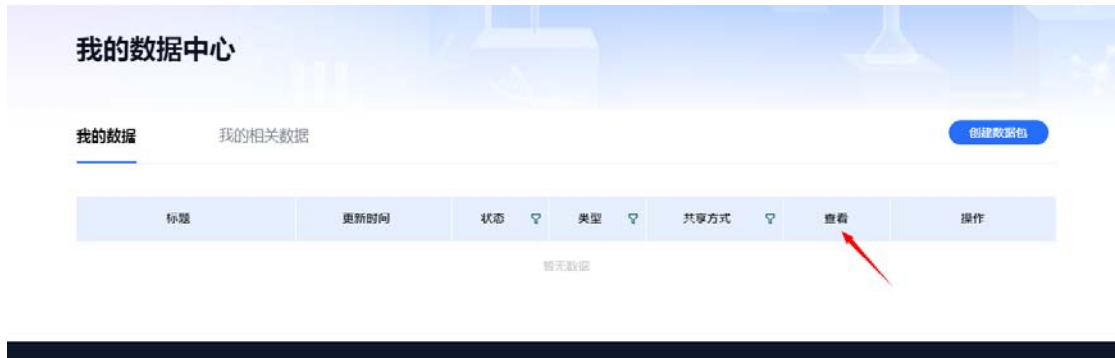 我的数据中心
我的数据 我的相关数据 创建数据包
标题 更新时间 状态 类型 共享方式 查看 操作
暂无数据